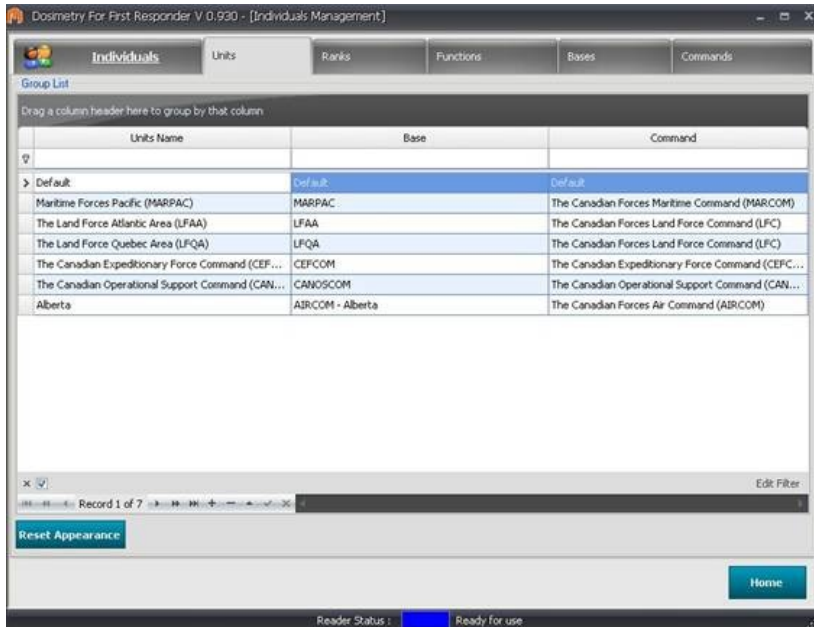 Dosimetry For First Responder V 0.930 - [Individuals Management]
Individuals Units Ranks Functions Bases Commands
Group List
Drag a column header here to group by that column
Units Name Base Command
Default Default Default
Maritime Forces Pacific (MARPAC) MARPAC The Canadian Forces Maritime Command (MARCOM)
The Land Force Atlantic Area (LFAA) LFAA The Canadian Forces Land Force Command (LFC)
The Land Force Quebec Area (LFQA) LFQA The Canadian Forces Land Force Command (LFC)
The Canadian Expeditionary Force Command (CEF... CEFCOM The Canadian Expeditionary Force Command (CEFC...
The Canadian Operational Support Command (CAN... CANOSCOM The Canadian Operational Support Command (CAN...
Alberta AIRCOM - Alberta The Canadian Forces Air Command (AIRCOM)
Edit Filter
Record 1 of 7
Reset Appearance
Home
Reader Status : Ready for use